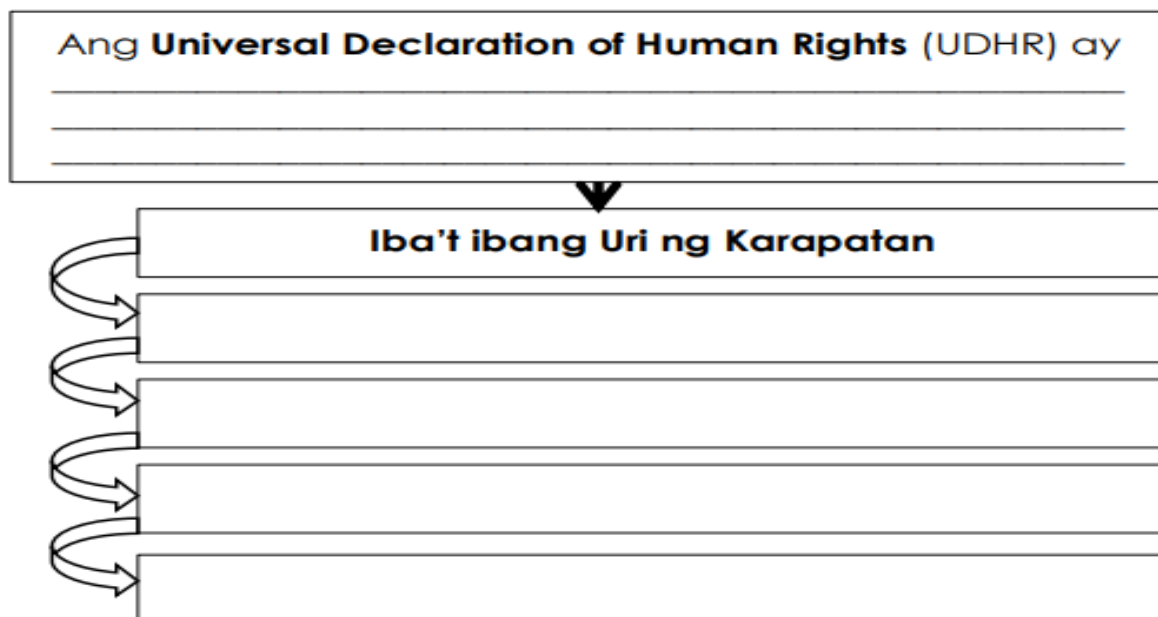 Ang Universal Declaration of Human Rights (UDHR) ay
Iba't ibang Uri ng Karapatan